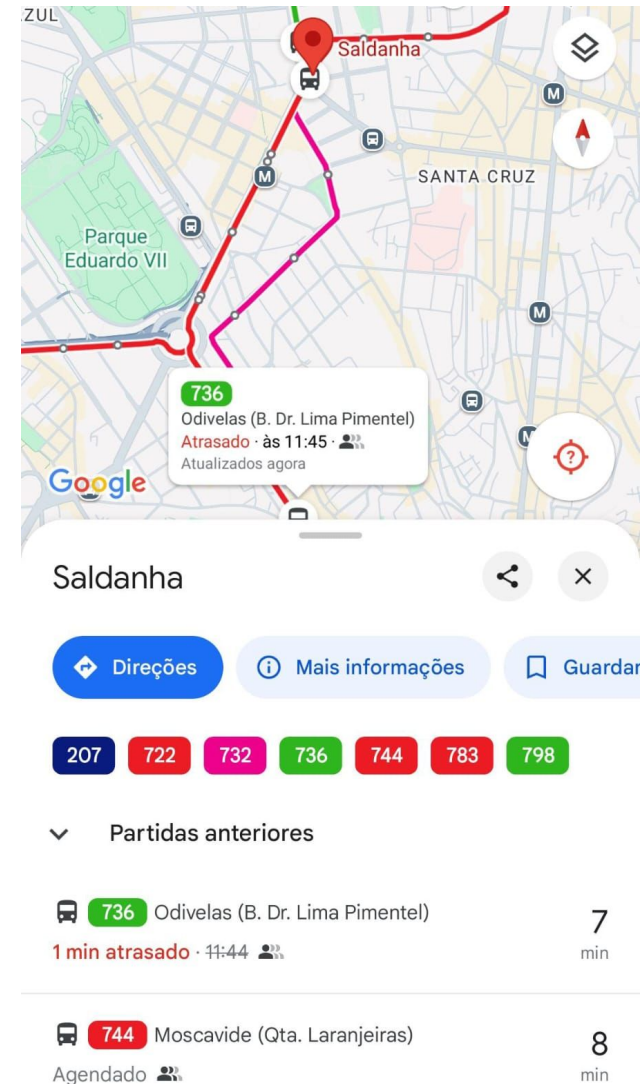 ZUL
Saldanha
M
M
SANTA CRUZ
Parque
Eduardo VII
M
736
Odivelas (B. Dr. Lima Pimentel)
Atrasado · às 11:45 ·
Atualizados agora
M
?
Google
Saldanha
Direções
Mais informações
Guardar
207 722 732 736 744 783 798
Partidas anteriores
736 Odivelas (B. Dr. Lima Pimentel) 7
1 min atrasado · 11:44 min
744 Moscavide (Qta. Laranjeiras) 8
Agendado min